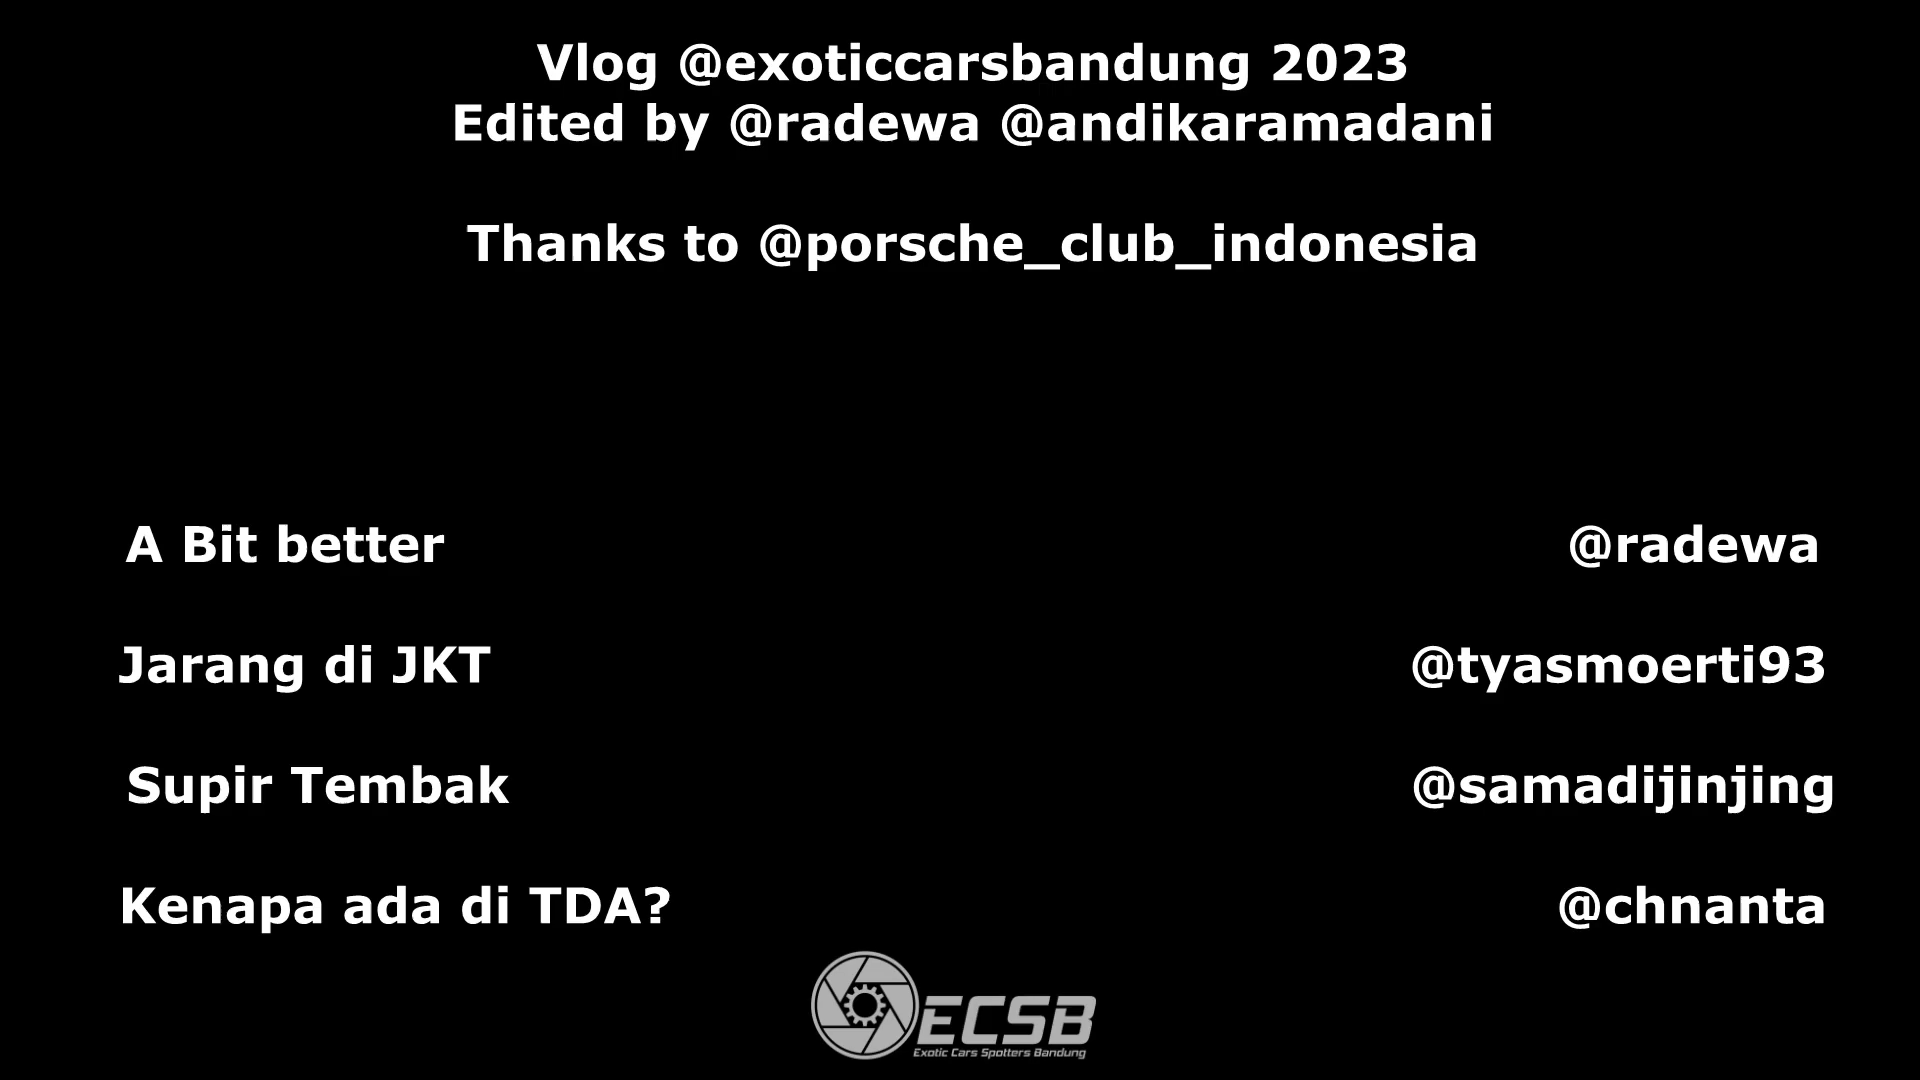 Vlog @exoticcarsbandung 2023
Edited by @radewa @andikaramadani
Thanks to @porsche_club_indonesia
A Bit better @radewa
Jarang di JKT @tyasmoerti93
Supir Tembak @samadijinjing
Kenapa ada di TDA? @chnanta
ECSB
Exotic Cars Spotters Bandung